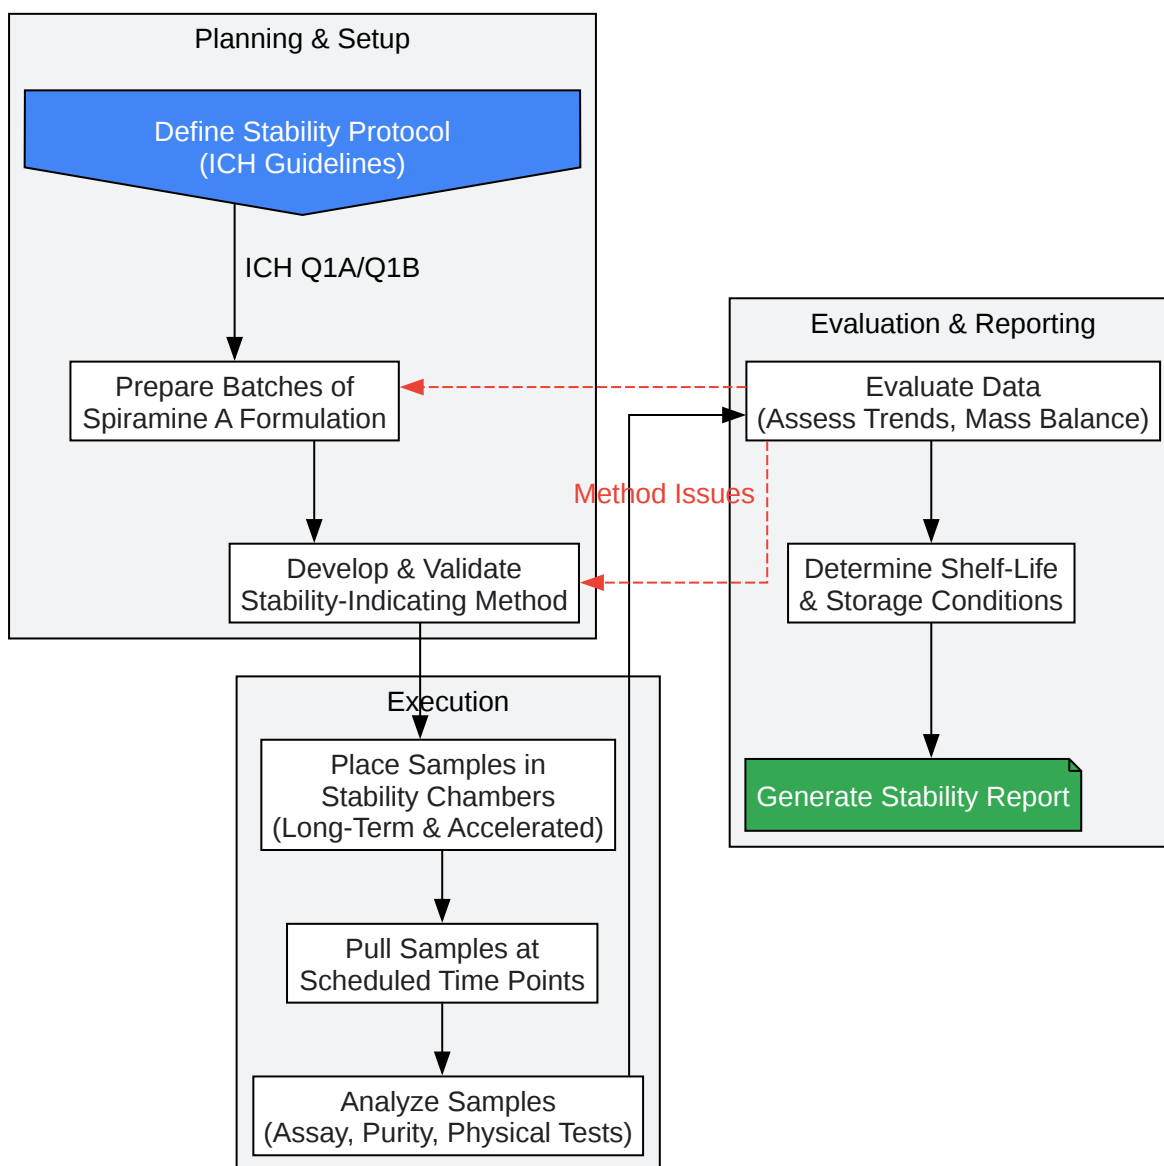 Planning & Setup
Define Stability Protocol
(ICH Guidelines)
ICH Q1A/Q1B
Prepare Batches of
Spiramine A Formulation
Develop & Validate
Stability-Indicating Method
Evaluation & Reporting
Evaluate Data
(Assess Trends, Mass Balance)
Method Issues
Determine Shelf-Life
& Storage Conditions
Generate Stability Report
Execution
Place Samples in
Stability Chambers
(Long-Term & Accelerated)
Pull Samples at
Scheduled Time Points
Analyze Samples
(Assay, Purity, Physical Tests)